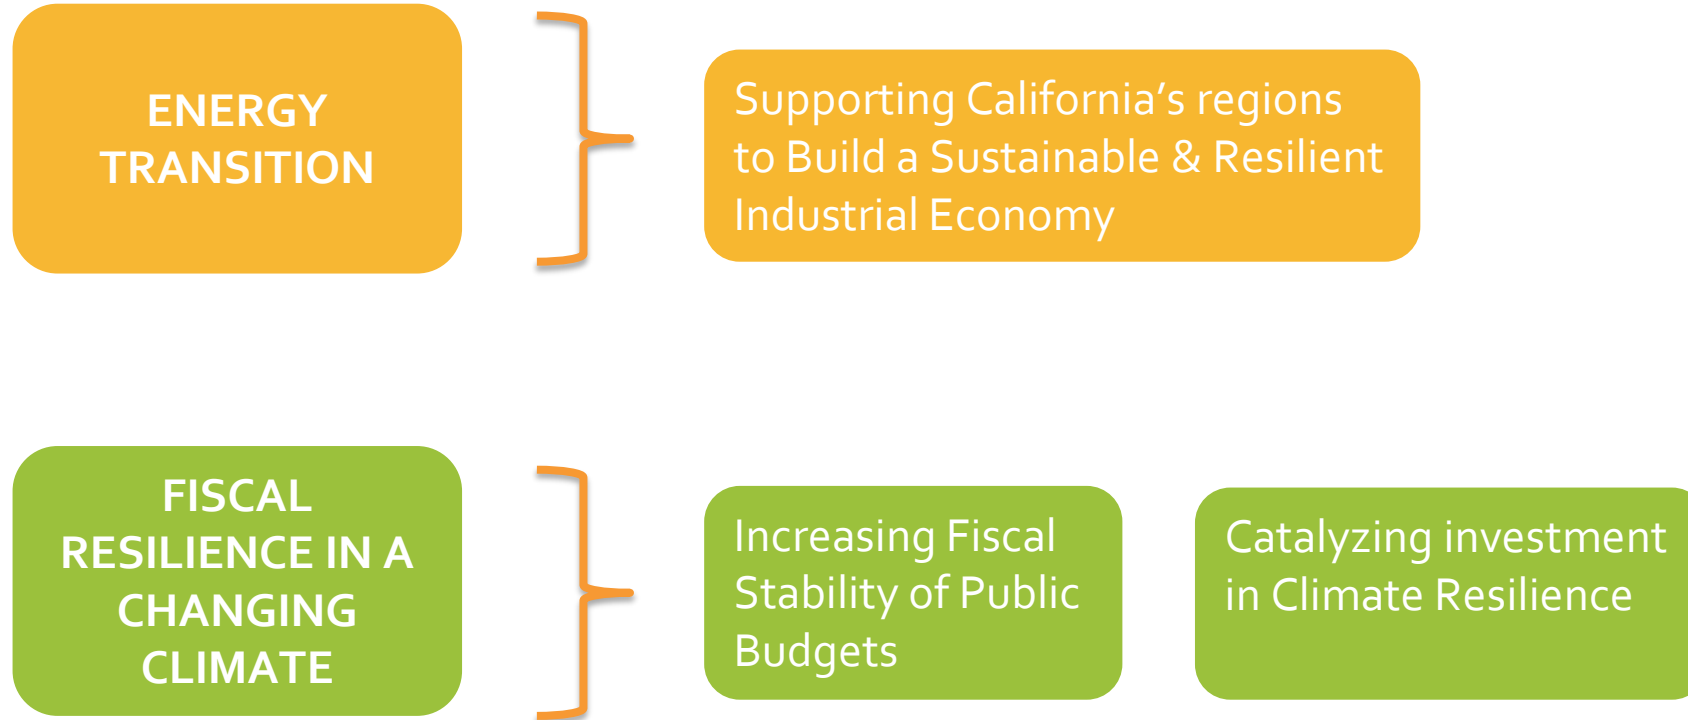 ENERGY
TRANSITION
Supporting California's regions
to Build a Sustainable & Resilient
Industrial Economy
FISCAL
RESILIENCE IN A
CHANGING
CLIMATE
Increasing Fiscal
Stability of Public
Budgets
Catalyzing investment
in Climate Resilience